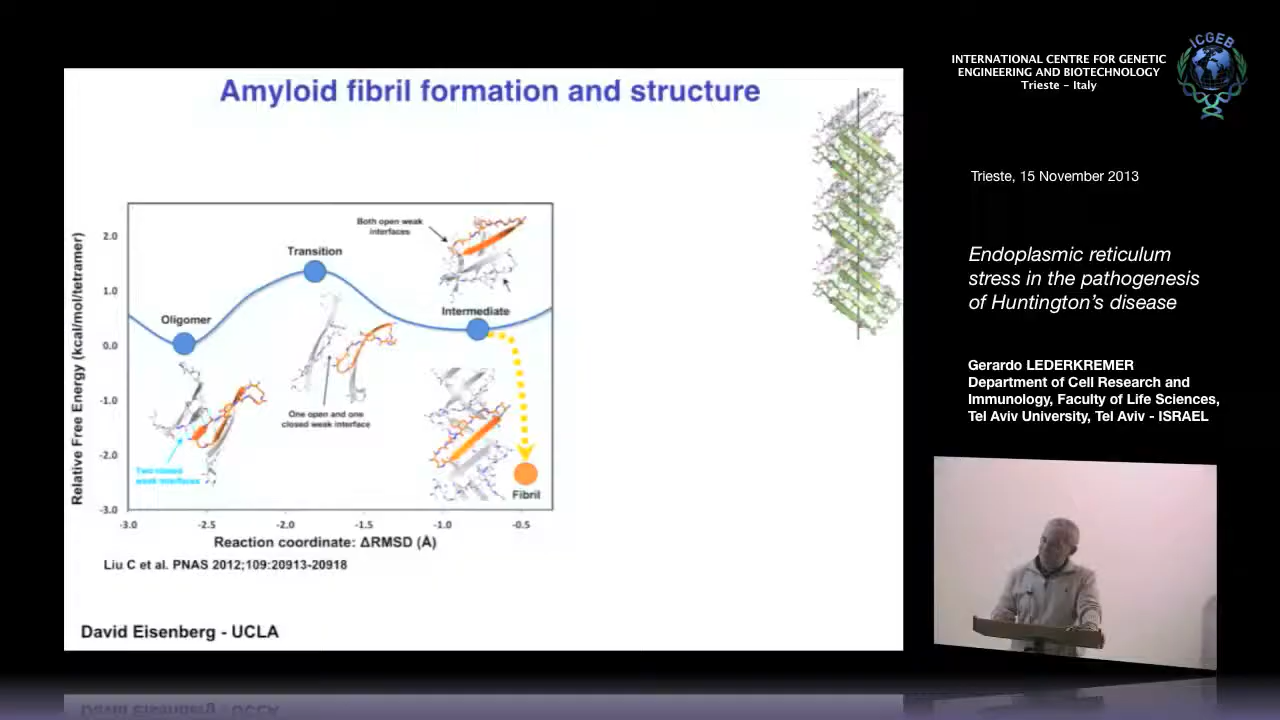 Amyloid fibril formation and structure
Relative Free Energy (kcal/mol/tetramer)
2.0
1.0
0.0
-1.0
-2.0
-3.0
Oligomer
Transition
Both open weak
interfaces
Intermediate
One open and one
closed weak interface
Two closed
weak interfaces
Fibril
-3.0 -2.5 -2.0 -1.5 -1.0 -0.5
Reaction coordinate: ΔRMSD (Å)
Liu C et al. PNAS 2012;109:20913-20918
David Eisenberg - UCLA
INTERNATIONAL CENTRE FOR GENETIC
ENGINEERING AND BIOTECHNOLOGY
Trieste - Italy
ICGEB
Trieste, 15 November 2013
Endoplasmic reticulum
stress in the pathogenesis
of Huntington's disease
Gerardo LEDERKREMER
Department of Cell Research and
Immunology, Faculty of Life Sciences,
Tel Aviv University, Tel Aviv - ISRAEL